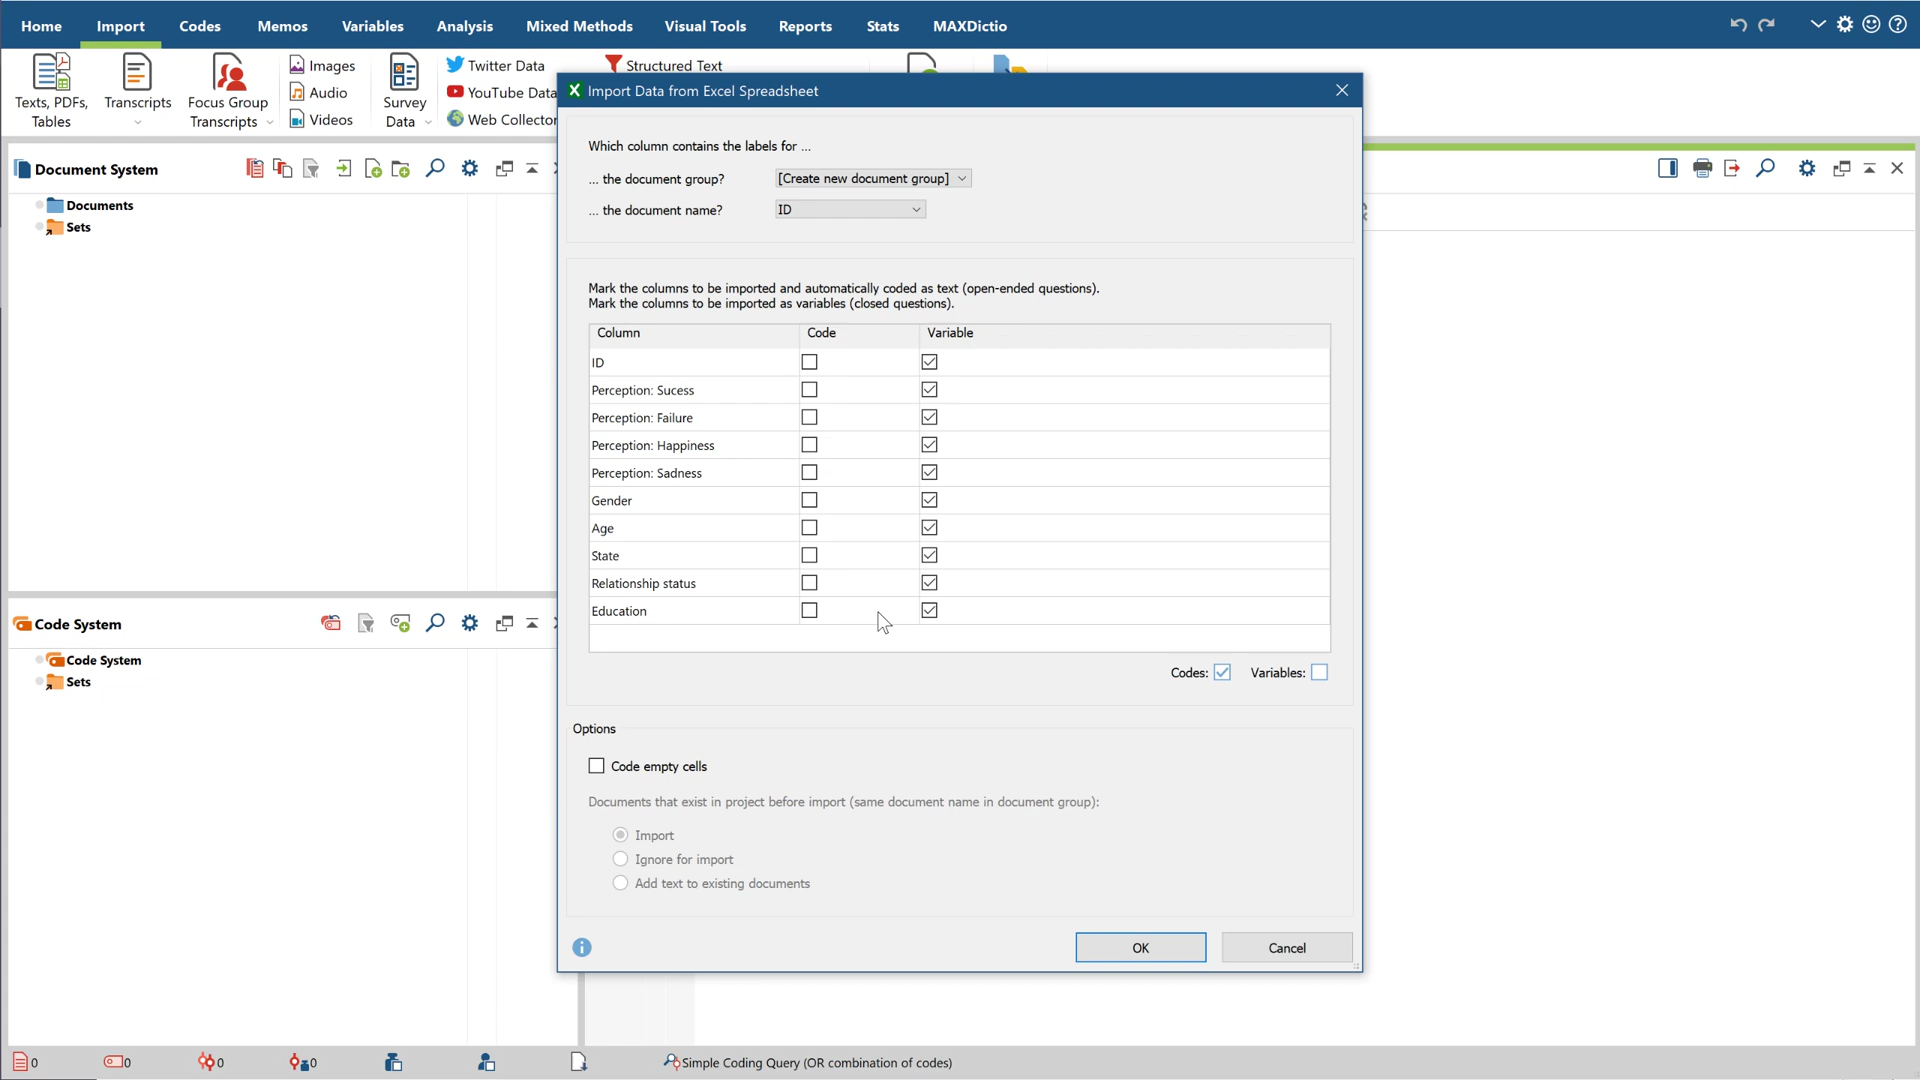 Home Import Codes Memos Variables Analysis Mixed Methods Visual Tools Reports Stats MAXDictio
Texts, PDFs,
Tables
Transcripts
Focus Group
Transcripts
Images
Audio
Videos
Survey
Data
Twitter Data
YouTube Data
Web Collector
Structured Text
Document System
Documents
Sets
Code System
Code System
Sets
Import Data from Excel Spreadsheet
Which column contains the labels for ...
... the document group? [Create new document group]
... the document name? ID
Mark the columns to be imported and automatically coded as text (open-ended questions).
Mark the columns to be imported as variables (closed questions).
Column Code Variable
ID
Perception: Sucess
Perception: Failure
Perception: Happiness
Perception: Sadness
Gender
Age
State
Relationship status
Education
Codes: Variables:
Options
Code empty cells
Documents that exist in project before import (same document name in document group):
Import
Ignore for import
Add text to existing documents
OK Cancel
0 0 0 0 Simple Coding Query (OR combination of codes)